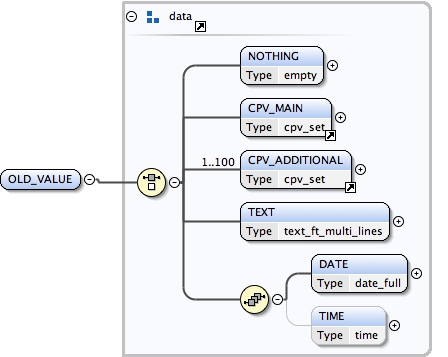 data
NOTHING
Type empty
CPV_MAIN
Type cpv_set
1..100
CPV_ADDITIONAL
Type cpv_set
OLD_VALUE
TEXT
Type text_ft_multi_lines
DATE
Type date_full
TIME
Type time